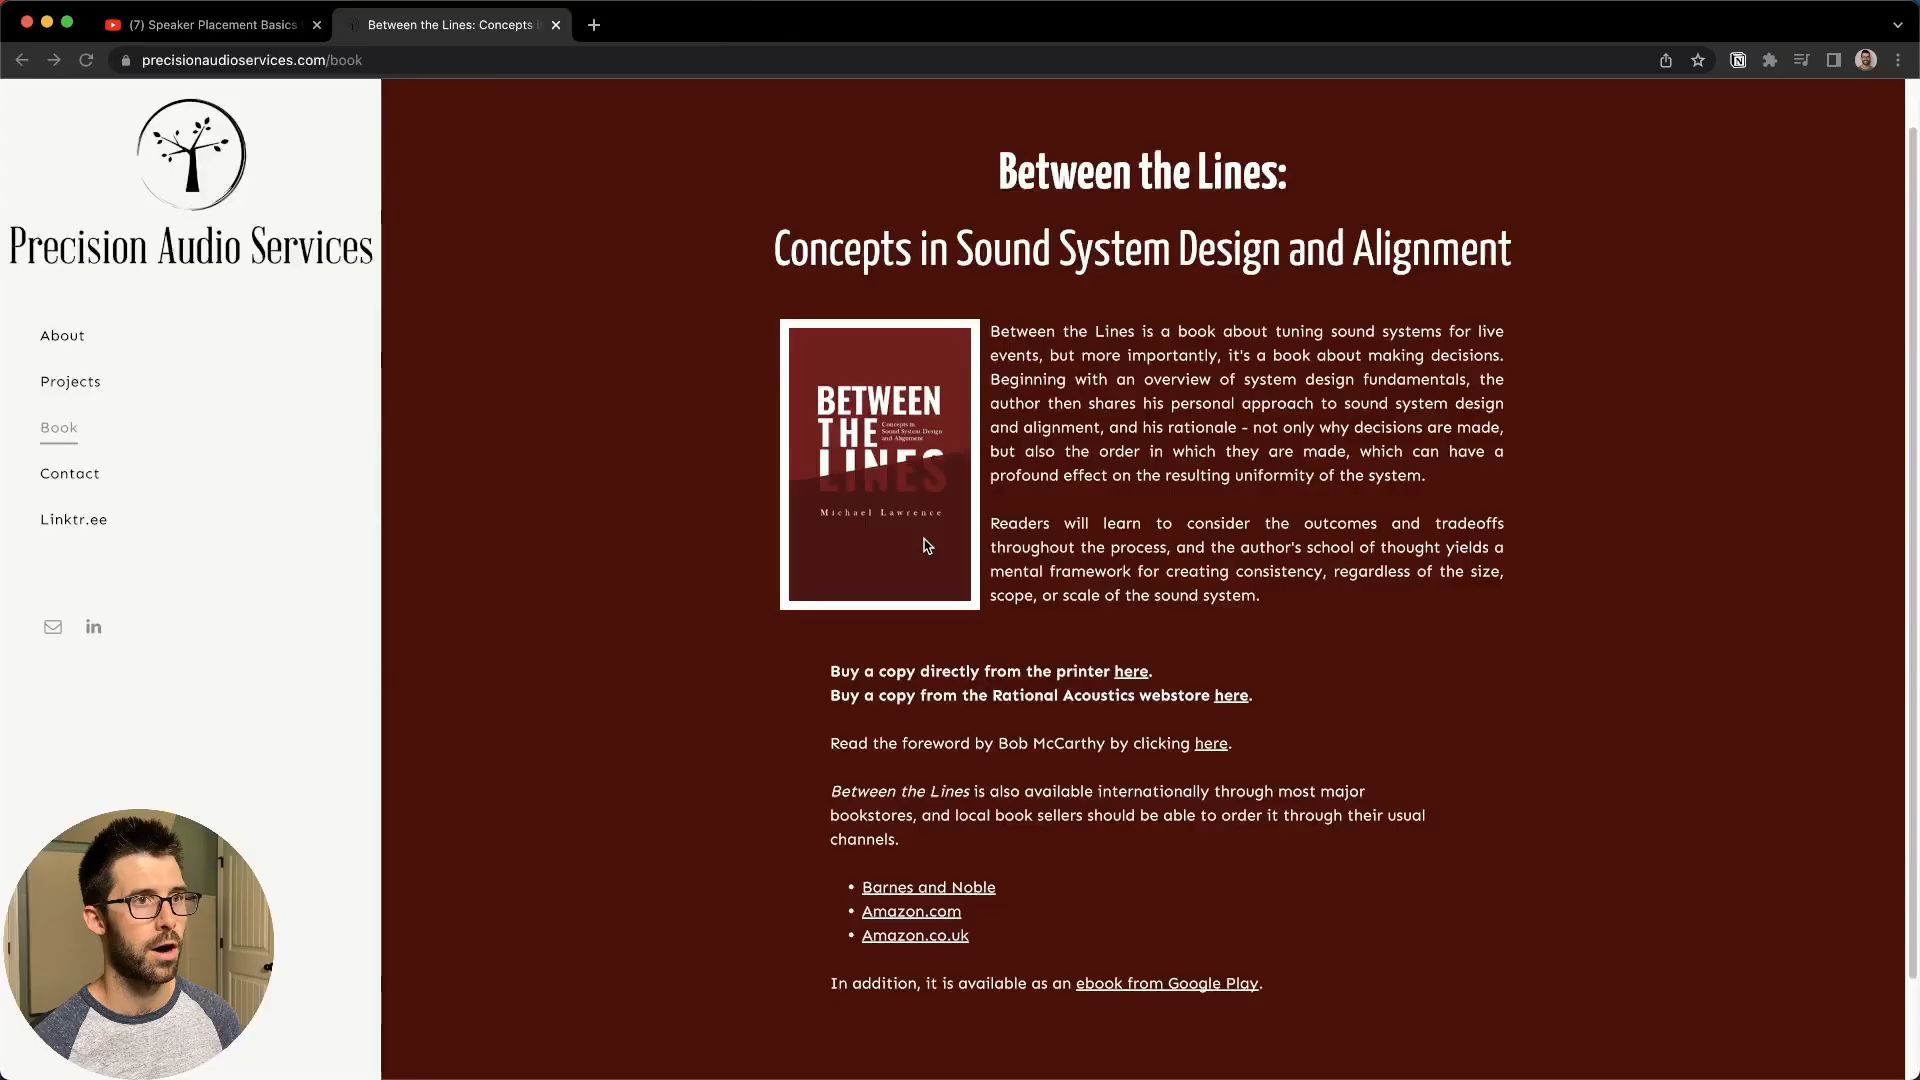 (7) Speaker Placement Basics
Between the Lines: Concepts i
precisionaudioservices.com/book
Precision Audio Services
About
Projects
Book
Contact
Linktr.ee
Between the Lines:
Concepts in Sound System Design and Alignment
BETWEEN
THE
Concepts in
Sound System Design
and Alignment
LINES
Michael Lawrence
Between the Lines is a book about tuning sound systems for live
events, but more importantly, it's a book about making decisions.
Beginning with an overview of system design fundamentals, the
author then shares his personal approach to sound system design
and alignment, and his rationale - not only why decisions are made,
but also the order in which they are made, which can have a
profound effect on the resulting uniformity of the system.
Readers will learn to consider the outcomes and tradeoffs
throughout the process, and the author's school of thought yields a
mental framework for creating consistency, regardless of the size,
scope, or scale of the sound system.
Buy a copy directly from the printer here.
Buy a copy from the Rational Acoustics webstore here.
Read the foreword by Bob McCarthy by clicking here.
Between the Lines is also available internationally through most major
bookstores, and local book sellers should be able to order it through their usual
channels.
• Barnes and Noble
• Amazon.com
• Amazon.co.uk
In addition, it is available as an ebook from Google Play.